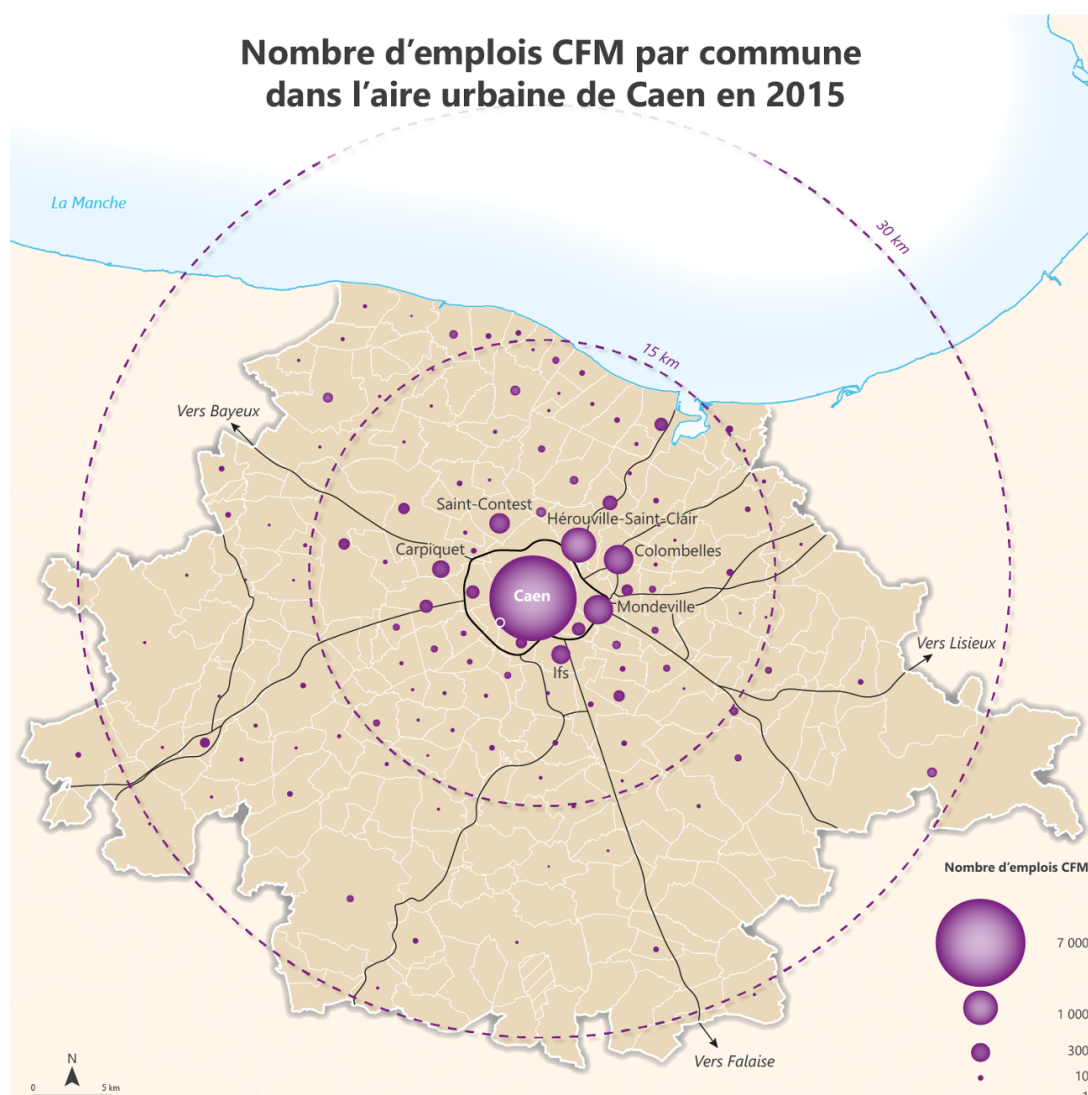 Nombre d’emplois CFM par commune
dans l’aire urbaine de Caen en 2015
La Manche
30 km
15 km
Vers Bayeux
Saint-Contest
Hérouville-Saint-Clair
Carpiquet
Colombelles
Caen
Mondeville
Vers Lisieux
Ifs
Nombre d’emplois CFM
7 000
1 000
300
10
Vers Falaise
N
0
5 km